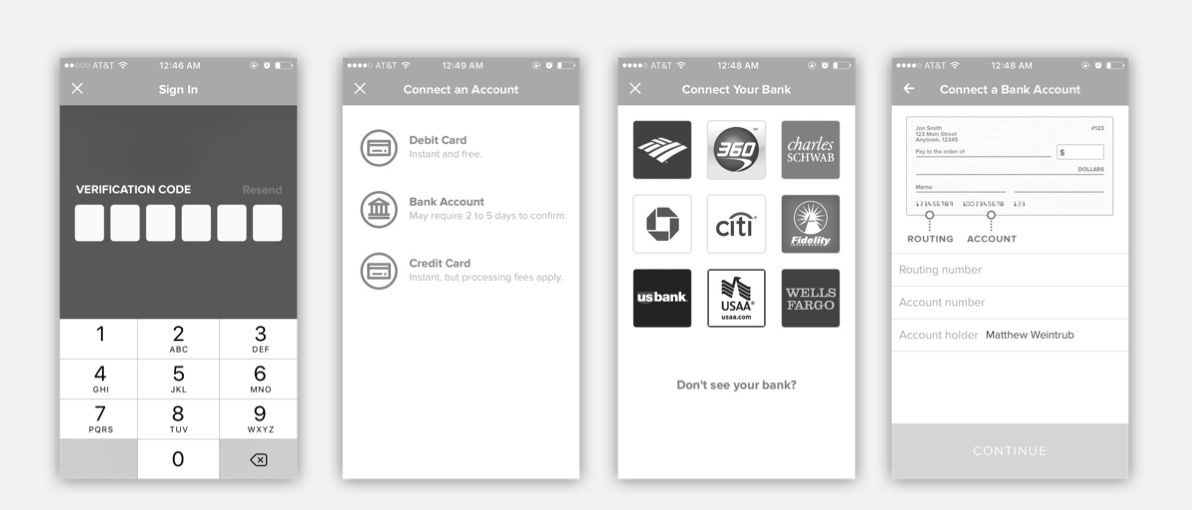 AT&T 12:46 AM
Sign In
VERIFICATION CODE Resend
1 2 3
ABC DEF
4 5 6
GHI JKL MNO
7 8 9
PQRS TUV WXYZ
0
AT&T 12:49 AM
Connect an Account
Debit Card
Instant and free.
Bank Account
May require 2 to 5 days to confirm.
Credit Card
Instant, but processing fees apply.
AT&T 12:48 AM
Connect Your Bank
360
charles
SCHWAB
citi
Fidelity
INVESTMENTS
usbank
USAA
usaa.com
WELLS
FARGO
Don't see your bank?
AT&T 12:48 AM
Connect a Bank Account
Jon Smith #123
123 Main Street
Anytown, 12345
Pay to the order of $
DOLLARS
Memo
123456789 1002345678 123
ROUTING ACCOUNT
Routing number
Account number
Account holder Matthew Weintrub
CONTINUE